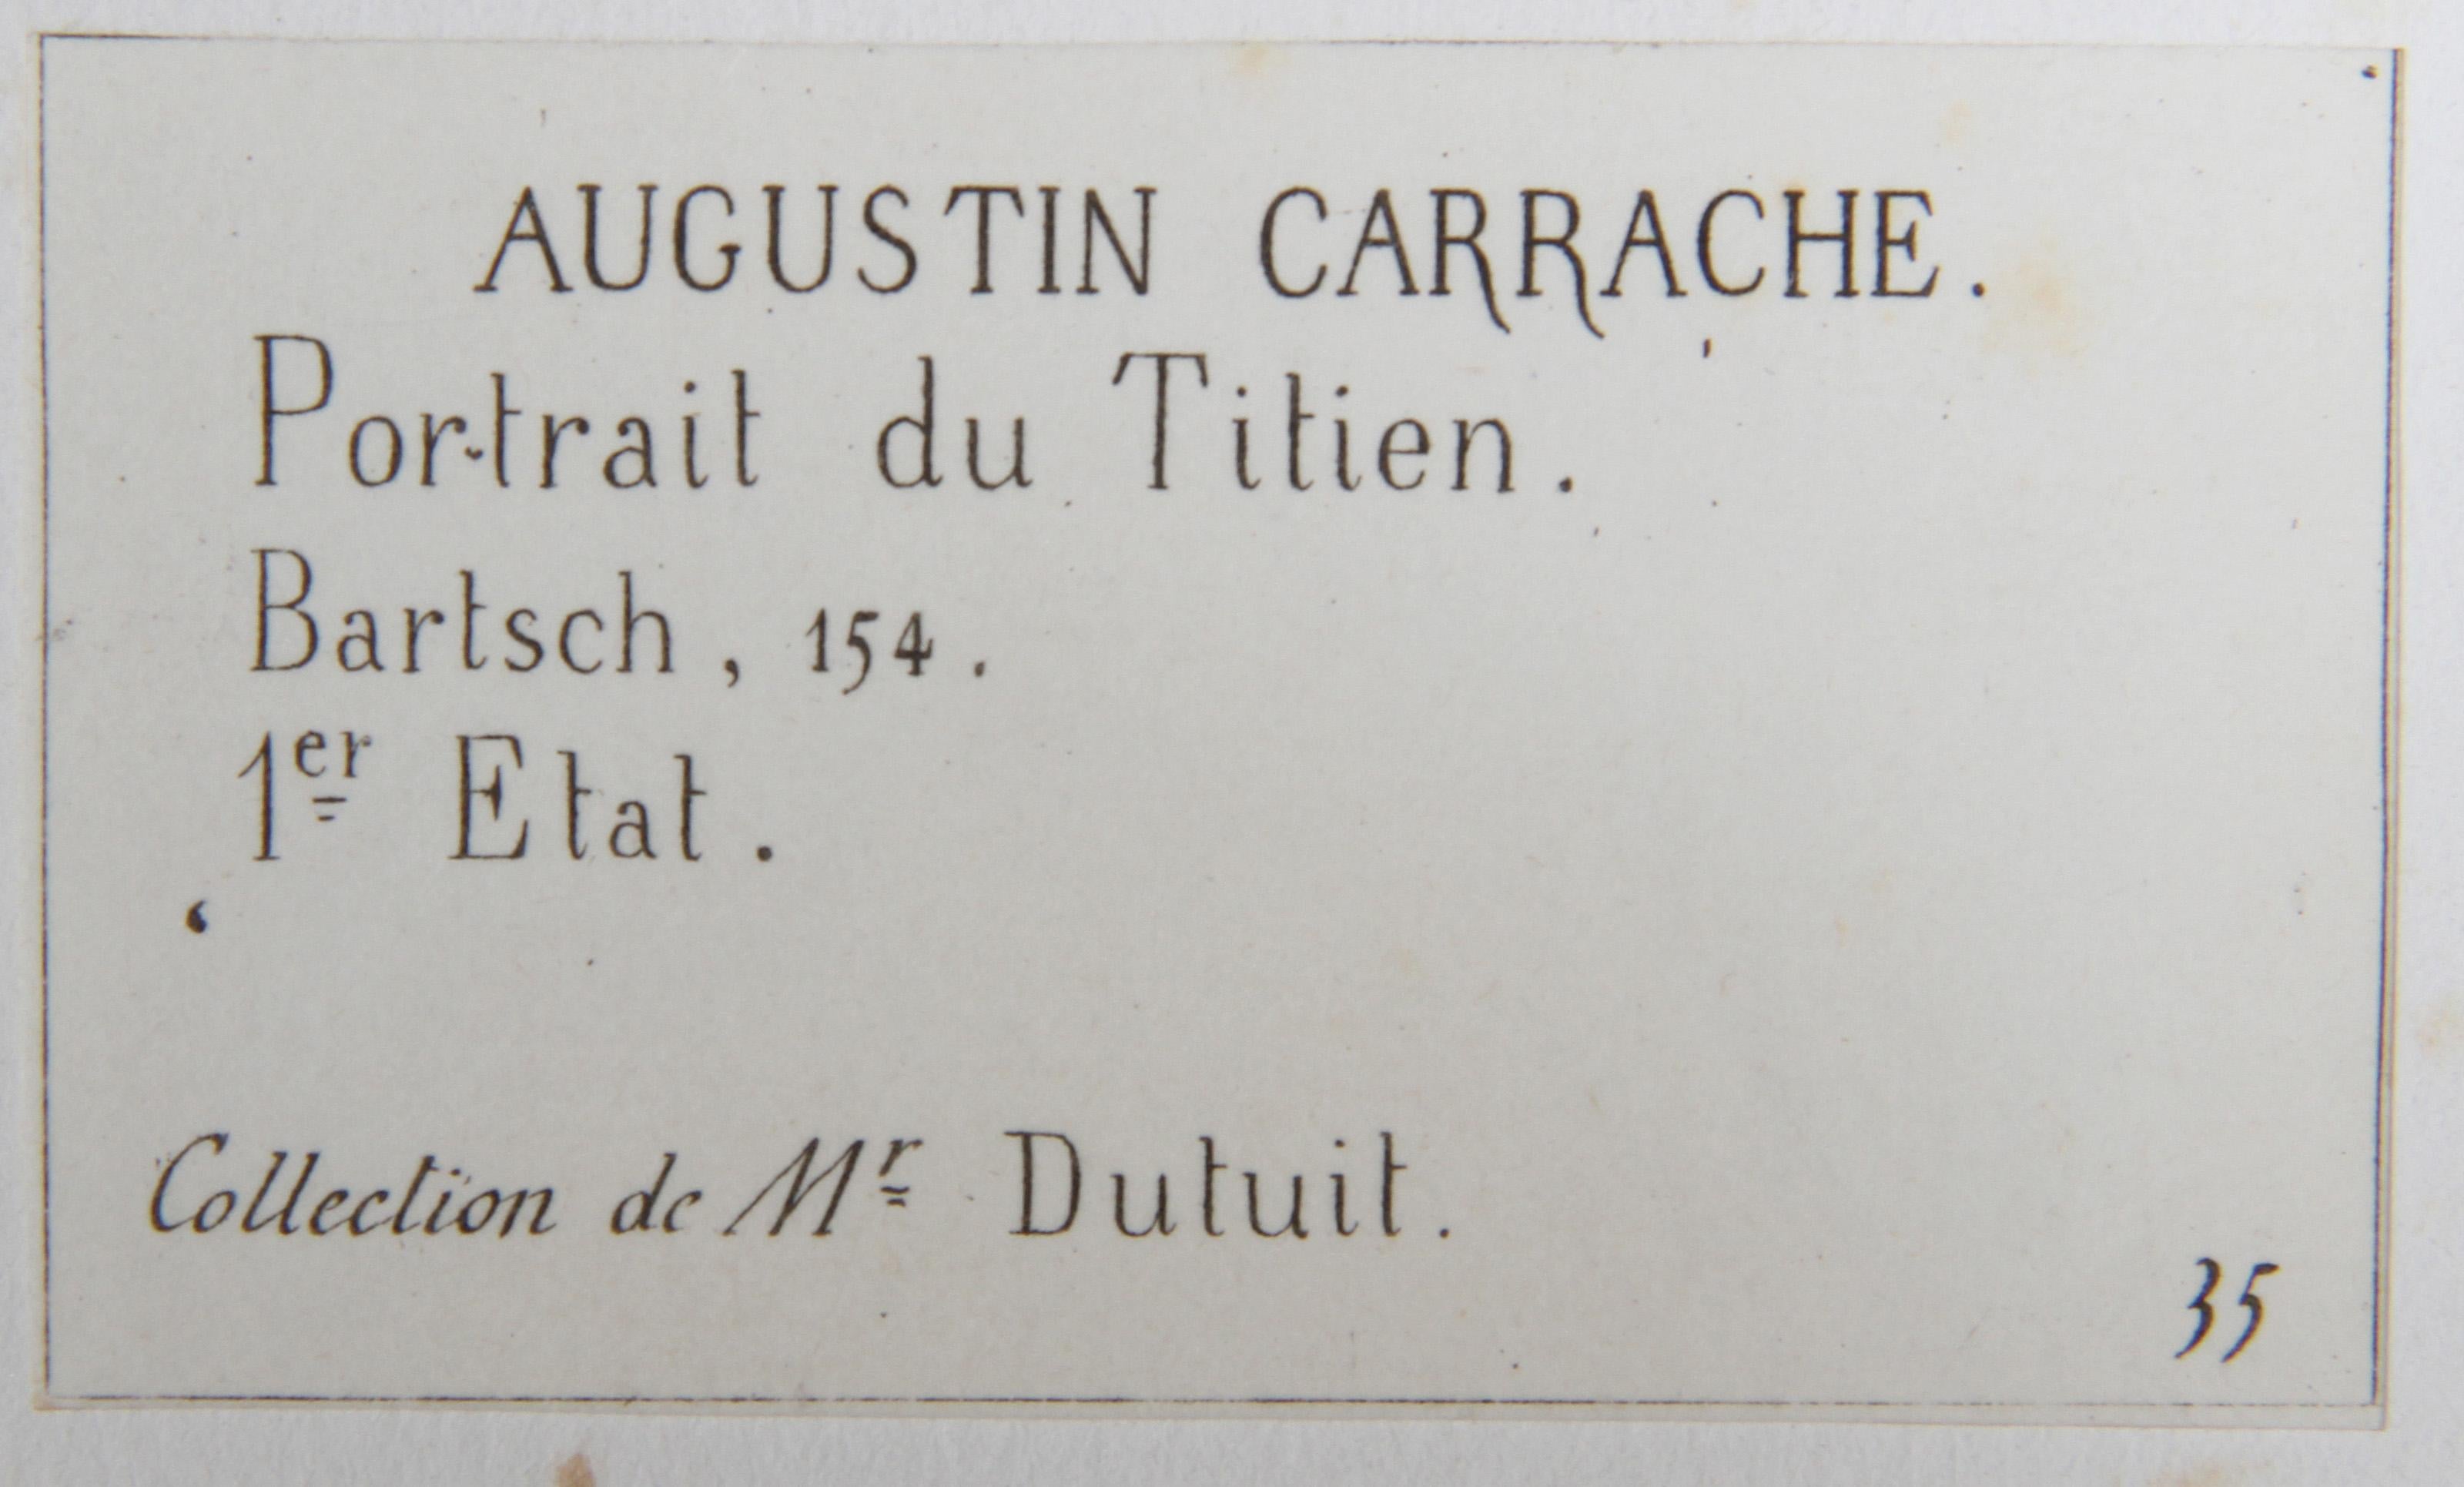 AUGUSTIN CARRACHE.
Portrait du Titien.
Bartsch, 154.
1er Etat.
Collection de Mr Dutuit.
35